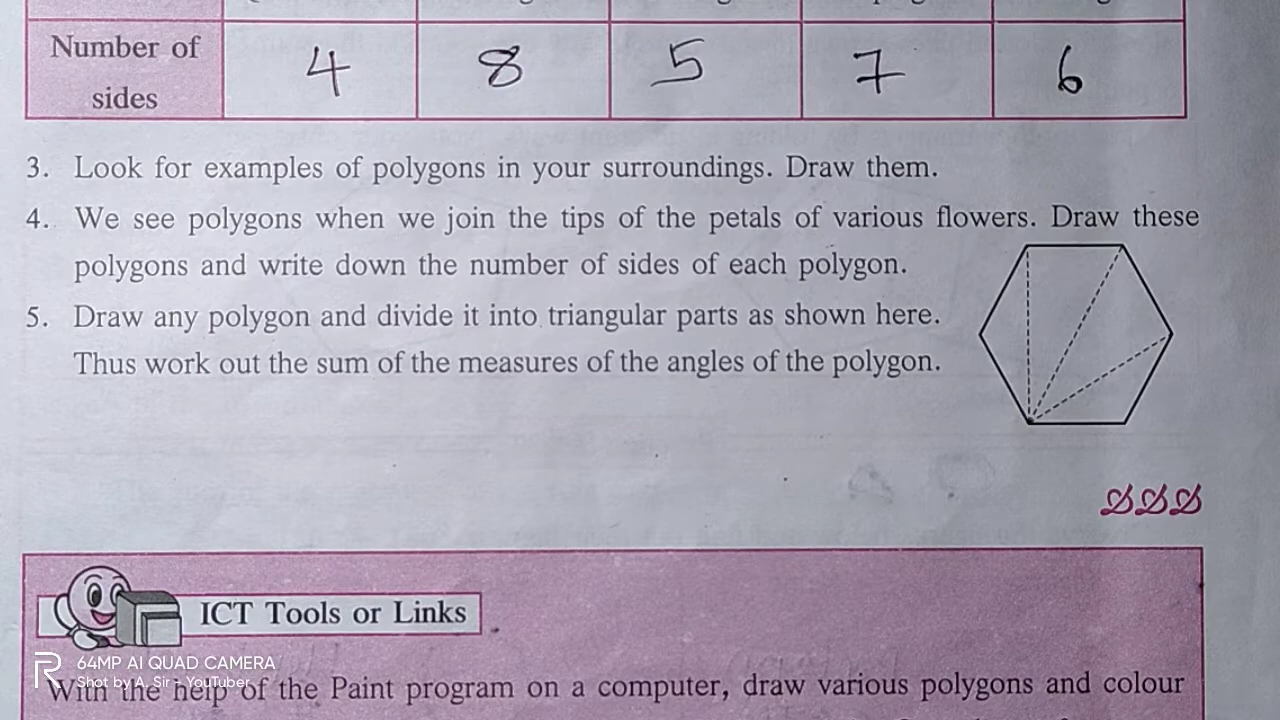 Number of
sides
4 8 5 7 6
3. Look for examples of polygons in your surroundings. Draw them.
4. We see polygons when we join the tips of the petals of various flowers. Draw these
polygons and write down the number of sides of each polygon.
5. Draw any polygon and divide it into triangular parts as shown here.
Thus work out the sum of the measures of the angles of the polygon.
ICT Tools or Links
64MP AI QUAD CAMERA
Shot by A. Sir - YouTuber
With the help of the Paint program on a computer, draw various polygons and colour